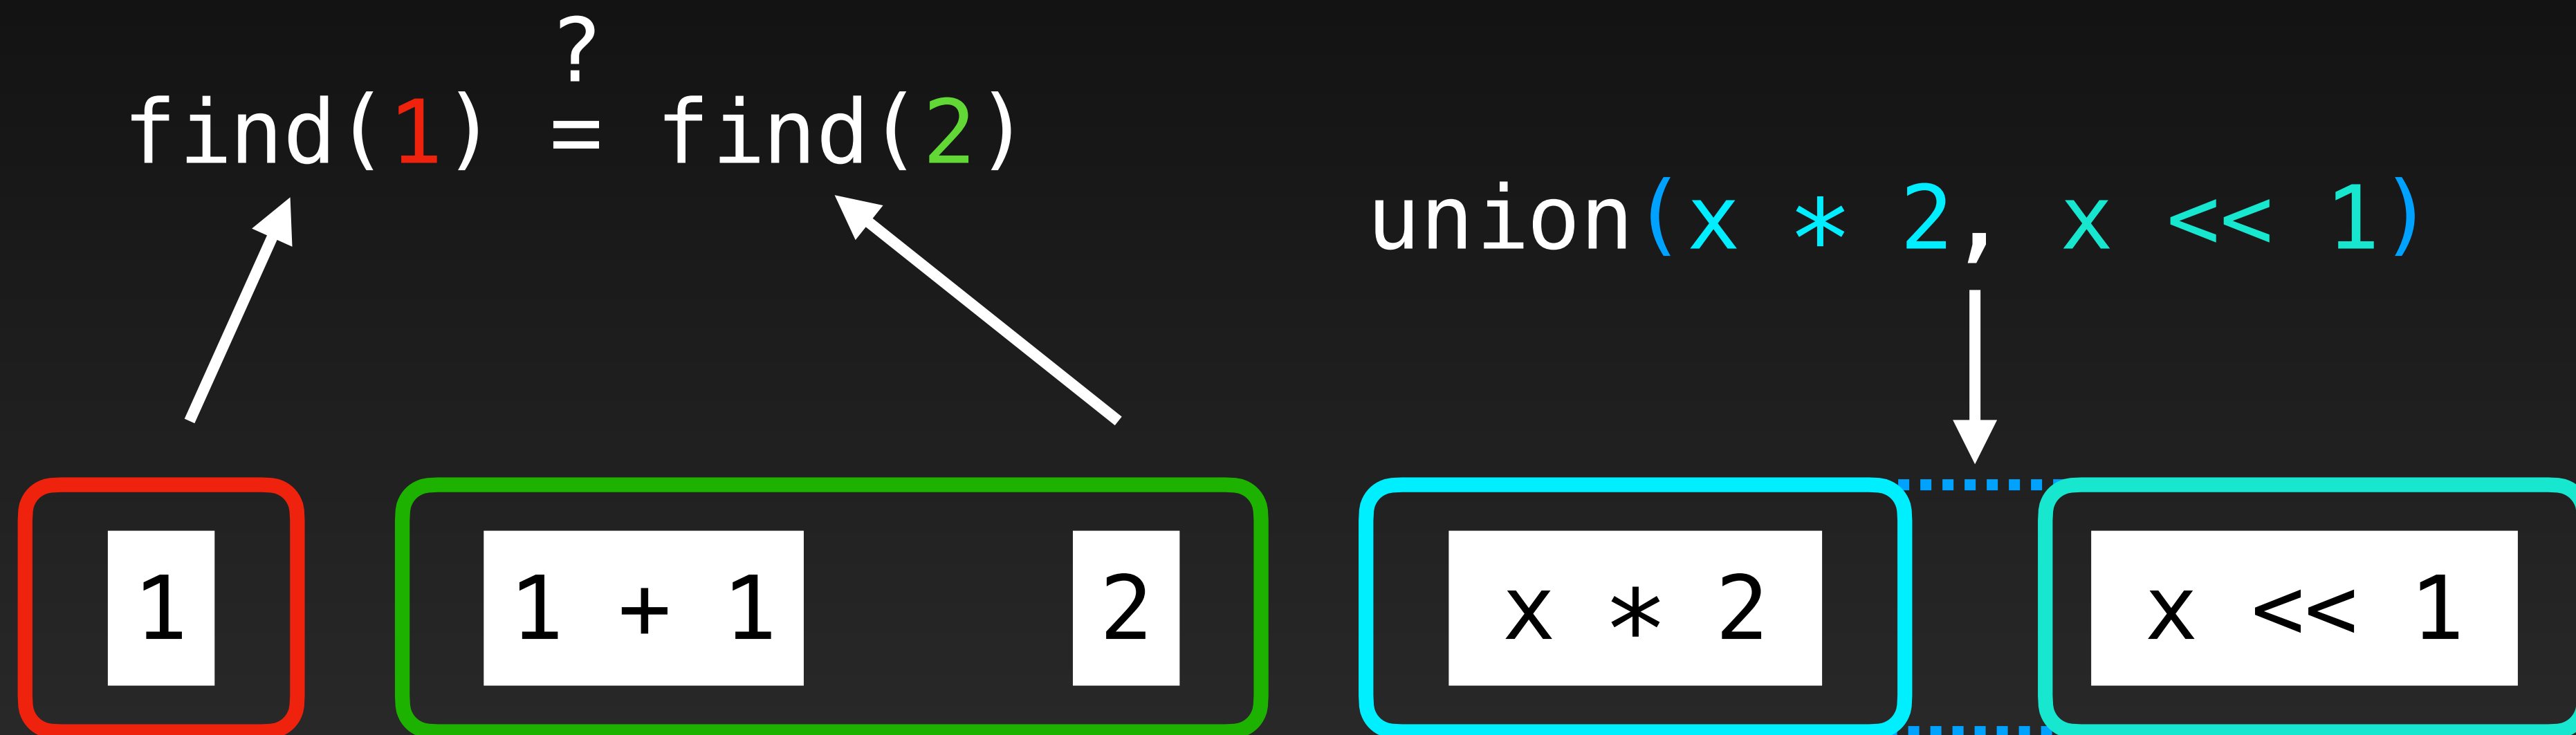 ?
find(1) = find(2)
union(x * 2, x << 1)
1
1 + 1
2
x * 2
x << 1